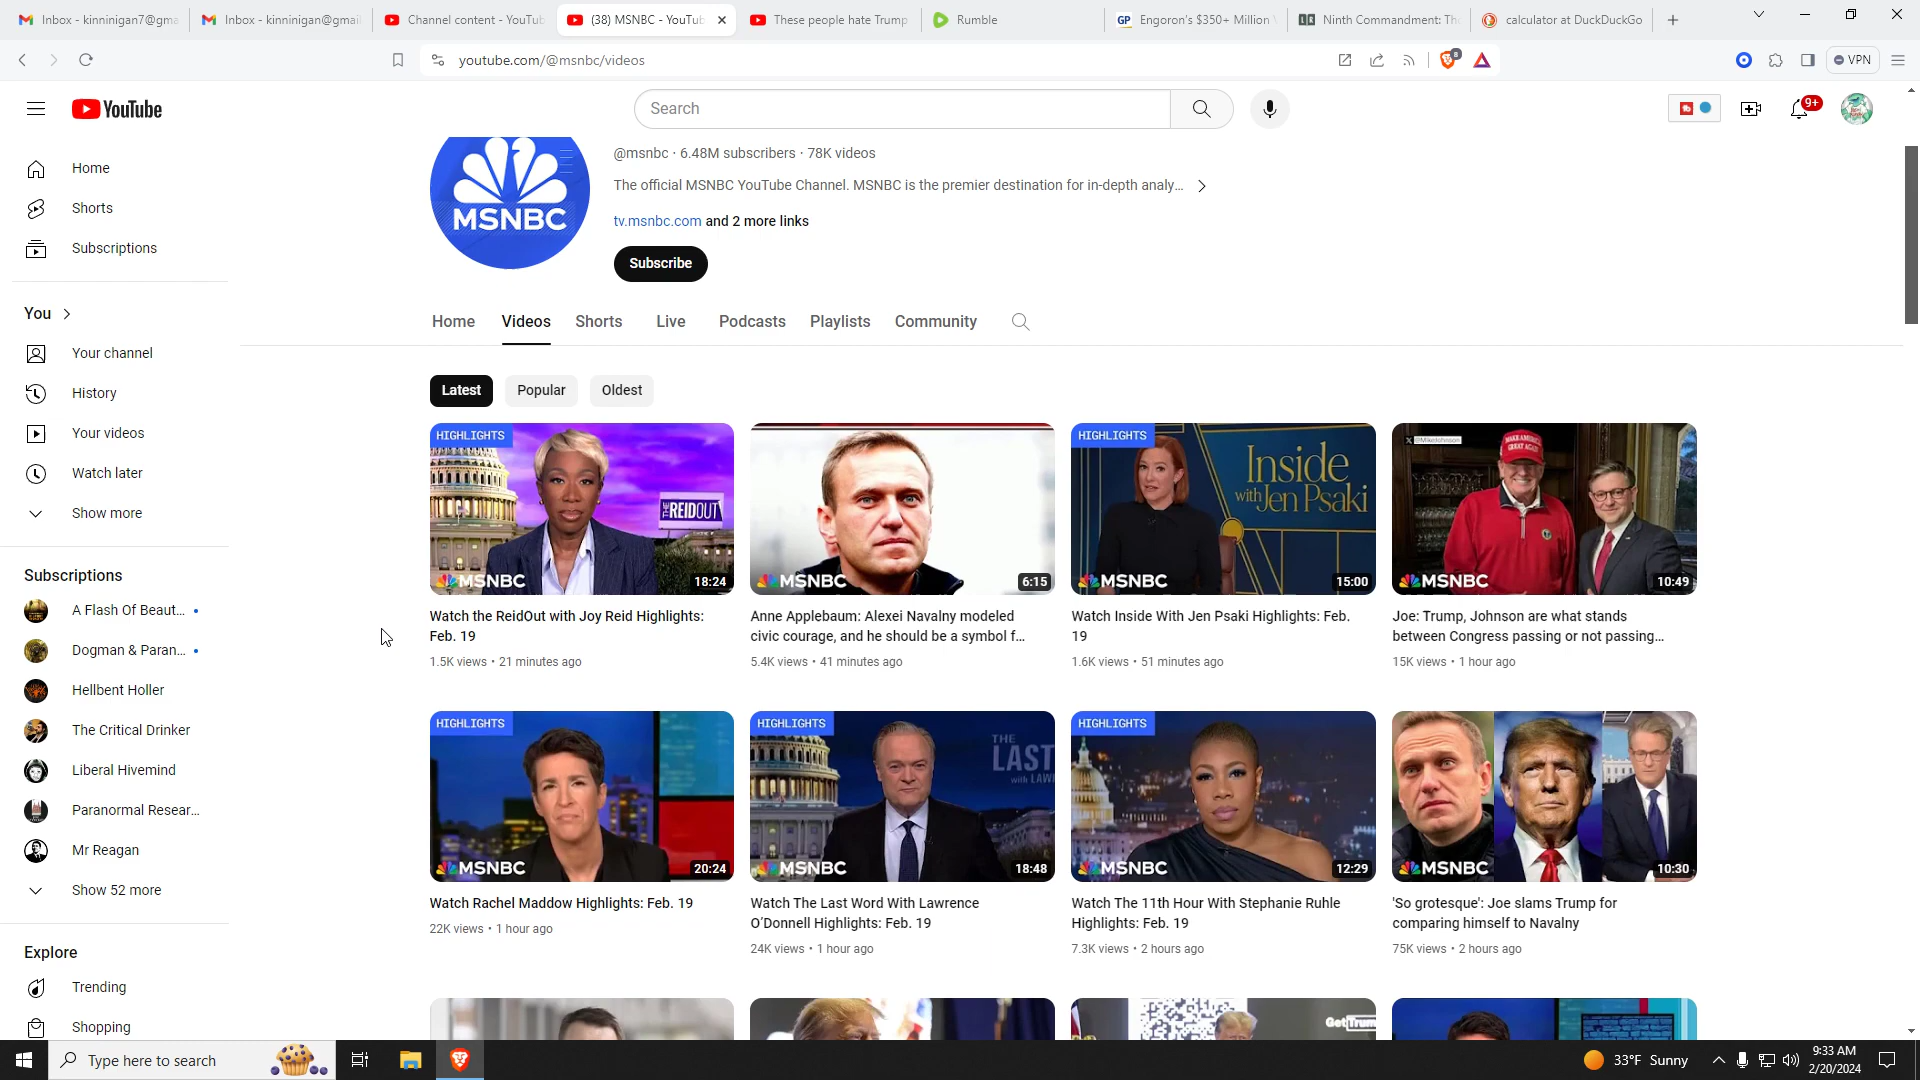 Inbox - kinninigan7@gma
Inbox - kinninigan@gmai
Channel content - YouTub
(38) MSNBC - YouTub
These people hate Trump
Rumble
GP Engoron's $350+ Million
LR Ninth Commandment: Th
calculator at DuckDuckGo
youtube.com/@msnbc/videos
8
VPN
YouTube
Search
9+
Home
Shorts
Subscriptions
You
Your channel
History
Your videos
Watch later
Show more
Subscriptions
A Flash Of Beaut...
Dogman & Paran...
Hellbent Holler
The Critical Drinker
Liberal Hivemind
Paranormal Resear...
Mr Reagan
Show 52 more
Explore
Trending
Shopping
MSNBC
@msnbc · 6.48M subscribers · 78K videos
The official MSNBC YouTube Channel. MSNBC is the premier destination for in-depth analy...
tv.msnbc.com and 2 more links
Subscribe
Home Videos Shorts Live Podcasts Playlists Community
Latest Popular Oldest
HIGHLIGHTS
THE REIDOUT
MSNBC
18:24
Watch the ReidOut with Joy Reid Highlights:
Feb. 19
1.5K views • 21 minutes ago
MSNBC
6:15
Anne Applebaum: Alexei Navalny modeled
civic courage, and he should be a symbol f...
5.4K views • 41 minutes ago
HIGHLIGHTS
Inside
with Jen Psaki
MSNBC
15:00
Watch Inside With Jen Psaki Highlights: Feb.
19
1.6K views • 51 minutes ago
X @MikeJohnson
MAKE AMERICA
GREAT AGAIN
MSNBC
10:49
Joe: Trump, Johnson are what stands
between Congress passing or not passing...
15K views • 1 hour ago
HIGHLIGHTS
MSNBC
20:24
Watch Rachel Maddow Highlights: Feb. 19
22K views • 1 hour ago
HIGHLIGHTS
THE
LAST
with LAW
MSNBC
18:48
Watch The Last Word With Lawrence
O'Donnell Highlights: Feb. 19
24K views • 1 hour ago
HIGHLIGHTS
MSNBC
12:29
Watch The 11th Hour With Stephanie Ruhle
Highlights: Feb. 19
7.3K views • 2 hours ago
MSNBC
10:30
'So grotesque': Joe slams Trump for
comparing himself to Navalny
75K views • 2 hours ago
GetTrum
Type here to search
33°F Sunny
9:33 AM
2/20/2024